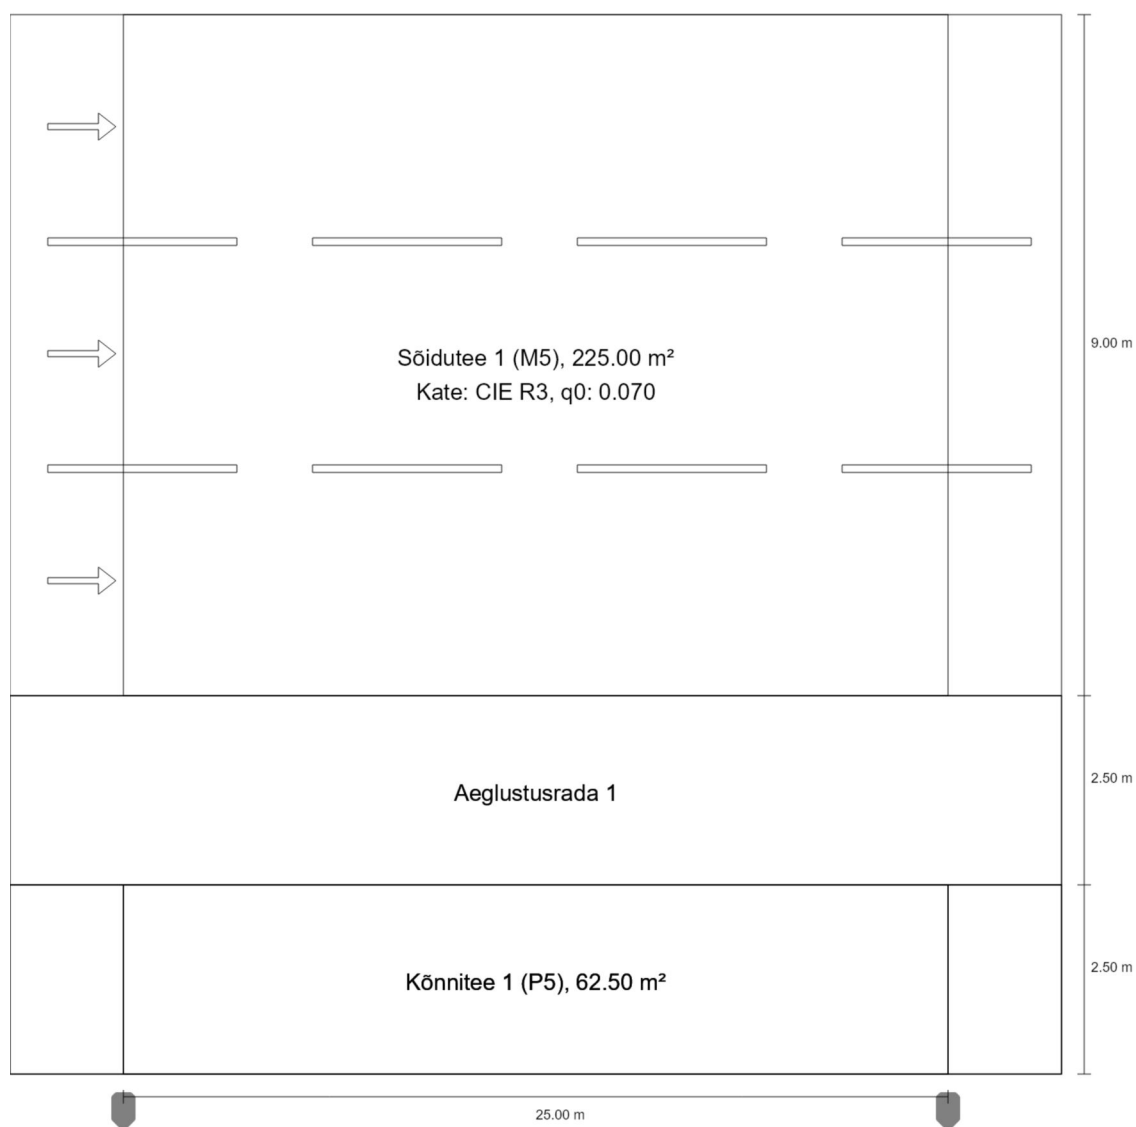 9.00 m
Sõidutee 1 (M5), 225.00 m²
Kate: CIE R3, q0: 0.070
2.50 m
Aeglustusrada 1
2.50 m
Kõnnitee 1 (P5), 62.50 m²
25.00 m